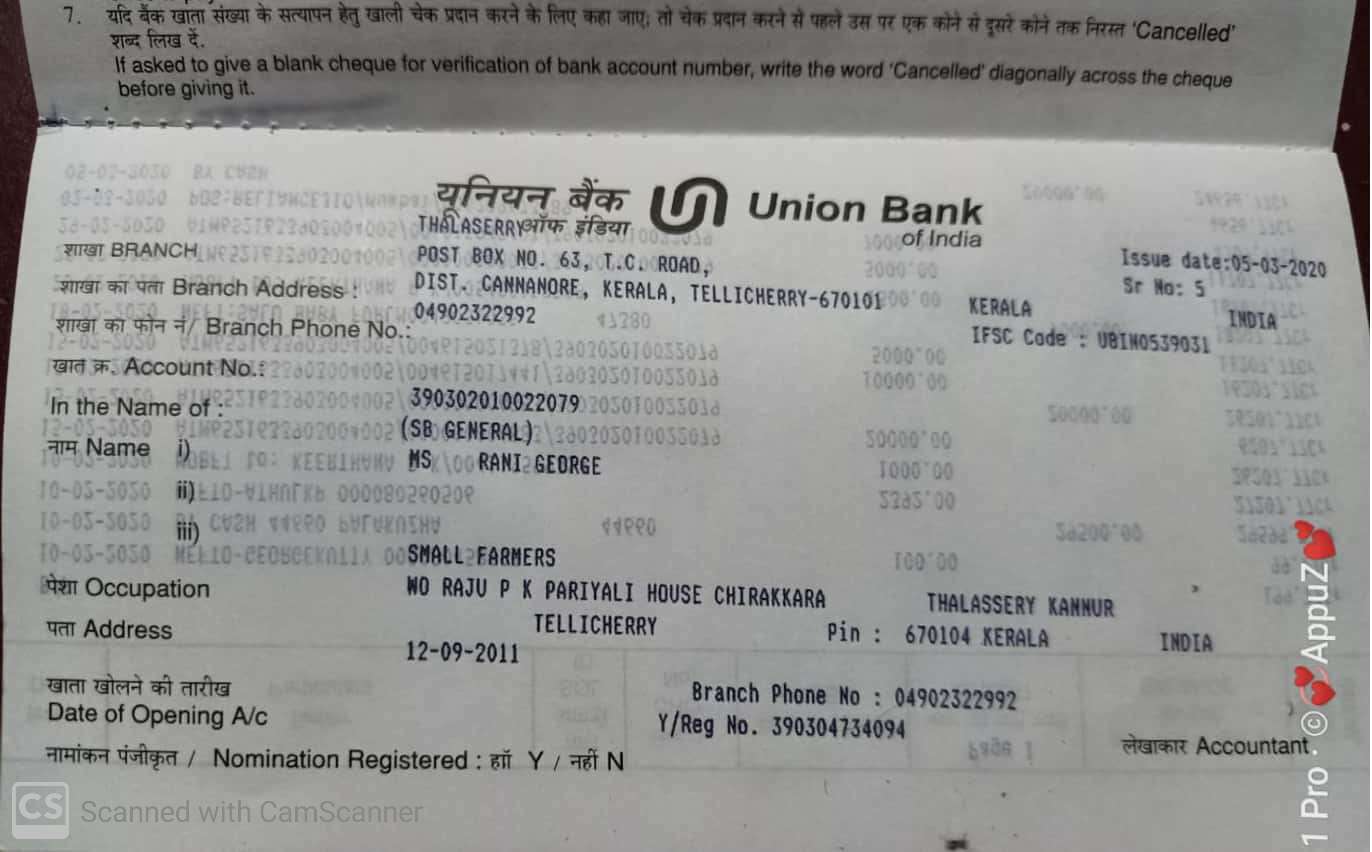 7. यदि बैंक खाता संख्या के सत्यापन हेतु खाली चेक प्रदान करने के लिए कहा जाए; तो चेक प्रदान करने से पहले उस पर एक कोने से दूसरे कोने तक निरस्त 'Cancelled'
शब्द लिख दें.
If asked to give a blank cheque for verification of bank account number, write the word 'Cancelled' diagonally across the cheque
before giving it.
यूनियन बैंक Union Bank
THALASERRY ऑफ इंडिया of India
शाखा BRANCH POST BOX NO. 63, T.C. ROAD, Issue date:05-03-2020
शाखा का पता Branch Address : DIST. CANNANORE, KERALA, TELLICHERRY-670101 KERALA Sr No: 5
शाखा का फोन नं/ Branch Phone No.: 04902322992 INDIA
IFSC Code : UBIN0539031
खात क्र. Account No.:
390302010022079
In the Name of : (SB GENERAL)
नाम Name i) MS RANI GEORGE
ii)
iii)
SMALL FARMERS
पेशा Occupation WO RAJU P K PARIYALI HOUSE CHIRAKKARA THALASSERY KANNUR
पता Address TELLICHERRY Pin : 670104 KERALA INDIA
12-09-2011
खाता खोलने की तारीख Branch Phone No : 04902322992
Date of Opening A/c Y/Reg No. 390304734094
नामांकन पंजीकृत / Nomination Registered : हाँ Y / नहीं N लेखाकार Accountant
CS Scanned with CamScanner
1 Pro . © AppuZ